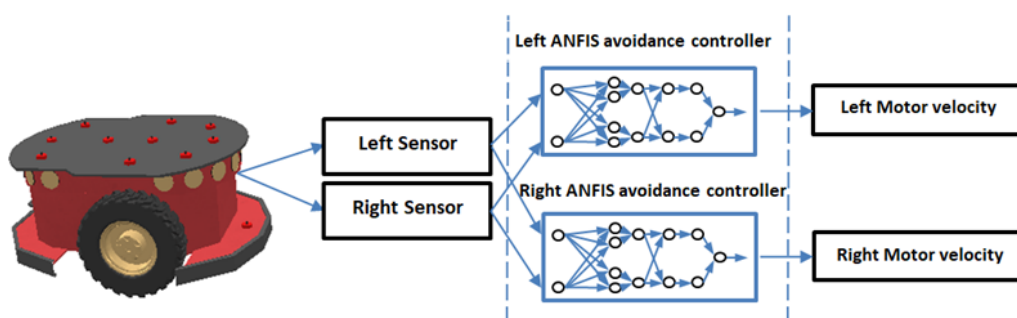 Left ANFIS avoidance controller
Left Sensor
Left Motor velocity
Right Sensor
Right ANFIS avoidance controller
Right Motor velocity